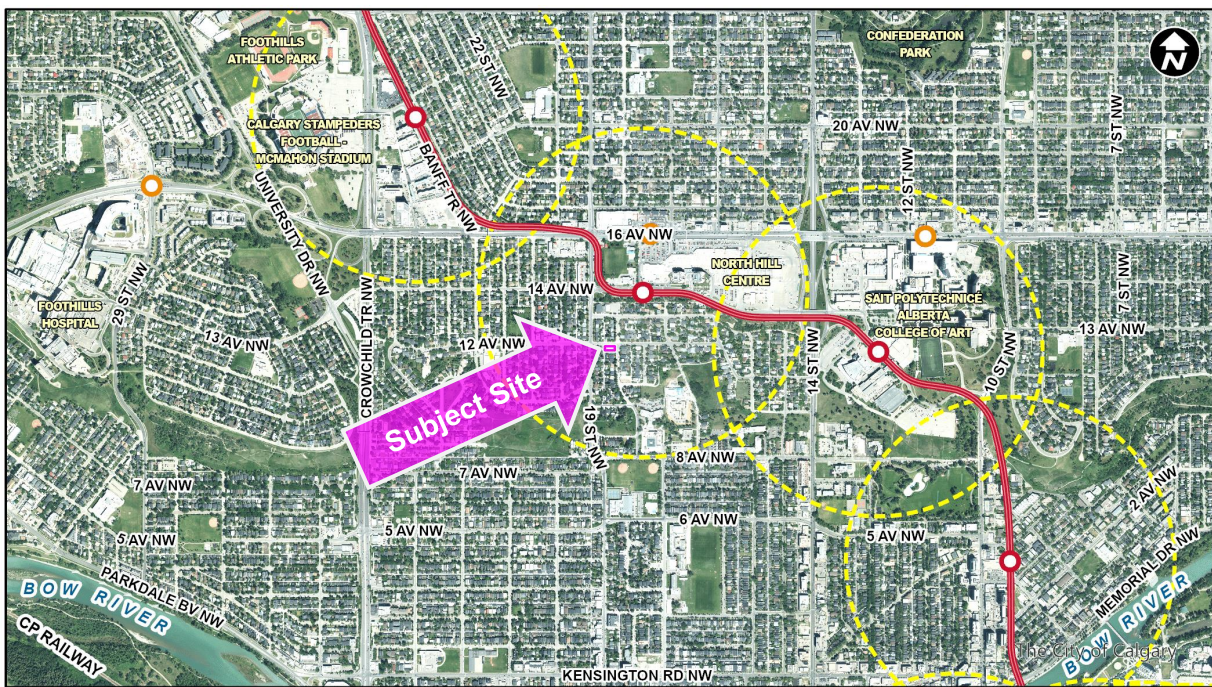 FOOTHILLS
ATHLETIC PARK
22 ST NW
CONFEDERATION
PARK
N
CALGARY STAMPEDERS
FOOTBALL -
MCMAHON STADIUM
BANFF TR NW
20 AV NW
7 ST NW
12 ST NW
UNIVERSITY DR NW
16 AV NW
29 ST NW
FOOTHILLS
HOSPITAL
14 AV NW
NORTH HILL
CENTRE
SAIT POLYTECHNICE
ALBERTA
COLLEGE OF ART
7 ST NW
13 AV NW
12 AV NW
13 AV NW
CROWCHILD TR NW
14 ST NW
10 ST NW
Subject Site
19 ST NW
7 AV NW
7 AV NW
8 AV NW
2 AV NW
5 AV NW
5 AV NW
6 AV NW
5 AV NW
PARKDALE BV NW
MEMORIAL DR NW
BOW RIVER
BOW RIVER
CP RAILWAY
KENSINGTON RD NW
The City of Calgary